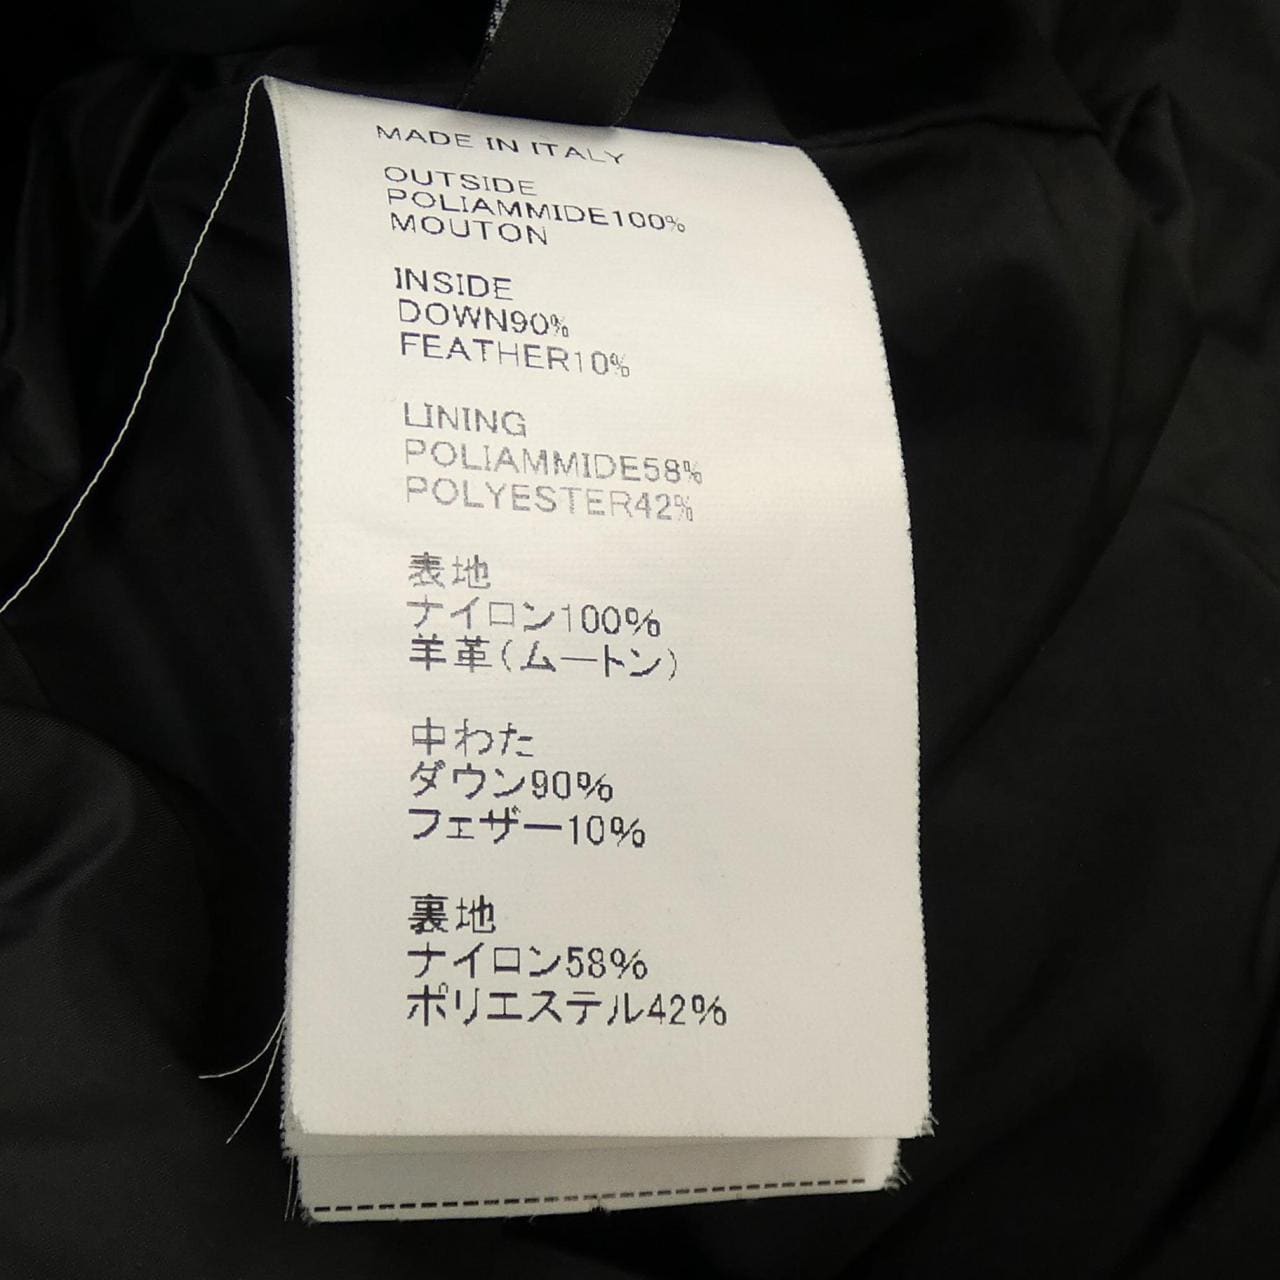 MADE IN ITALY
OUTSIDE
POLIAMMIDE100%
MOUTON
INSIDE
DOWN90%
FEATHER10%
LINING
POLIAMMIDE58%
POLYESTER42%
表地
ナイロン100%
羊革(ムートン)
中わた
ダウン90%
フェザー10%
裏地
ナイロン58%
ポリエステル42%